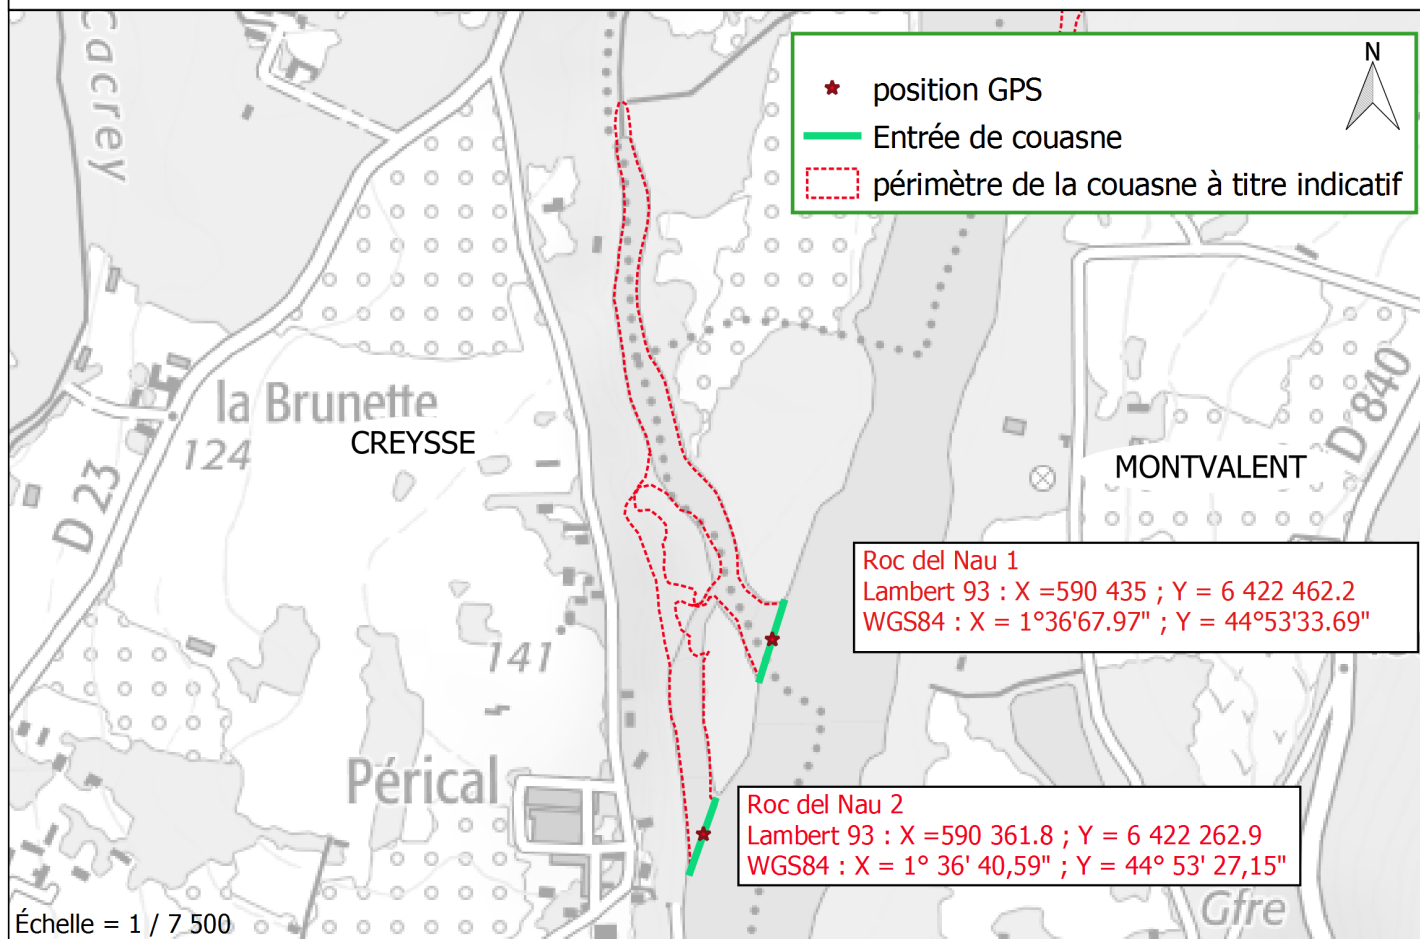 Cacrey
N
position GPS
Entrée de couasne
périmètre de la couasne à titre indicatif
la Brunette
124
CREYSSE
D 23
D 840
MONTVALENT
Roc del Nau 1
Lambert 93 : X =590 435 ; Y = 6 422 462.2
WGS84 : X = 1°36'67.97" ; Y = 44°53'33.69"
141
Péricал
Roc del Nau 2
Lambert 93 : X =590 361.8 ; Y = 6 422 262.9
WGS84 : X = 1° 36' 40,59" ; Y = 44° 53' 27,15"
Gfre
Échelle = 1 / 7 500